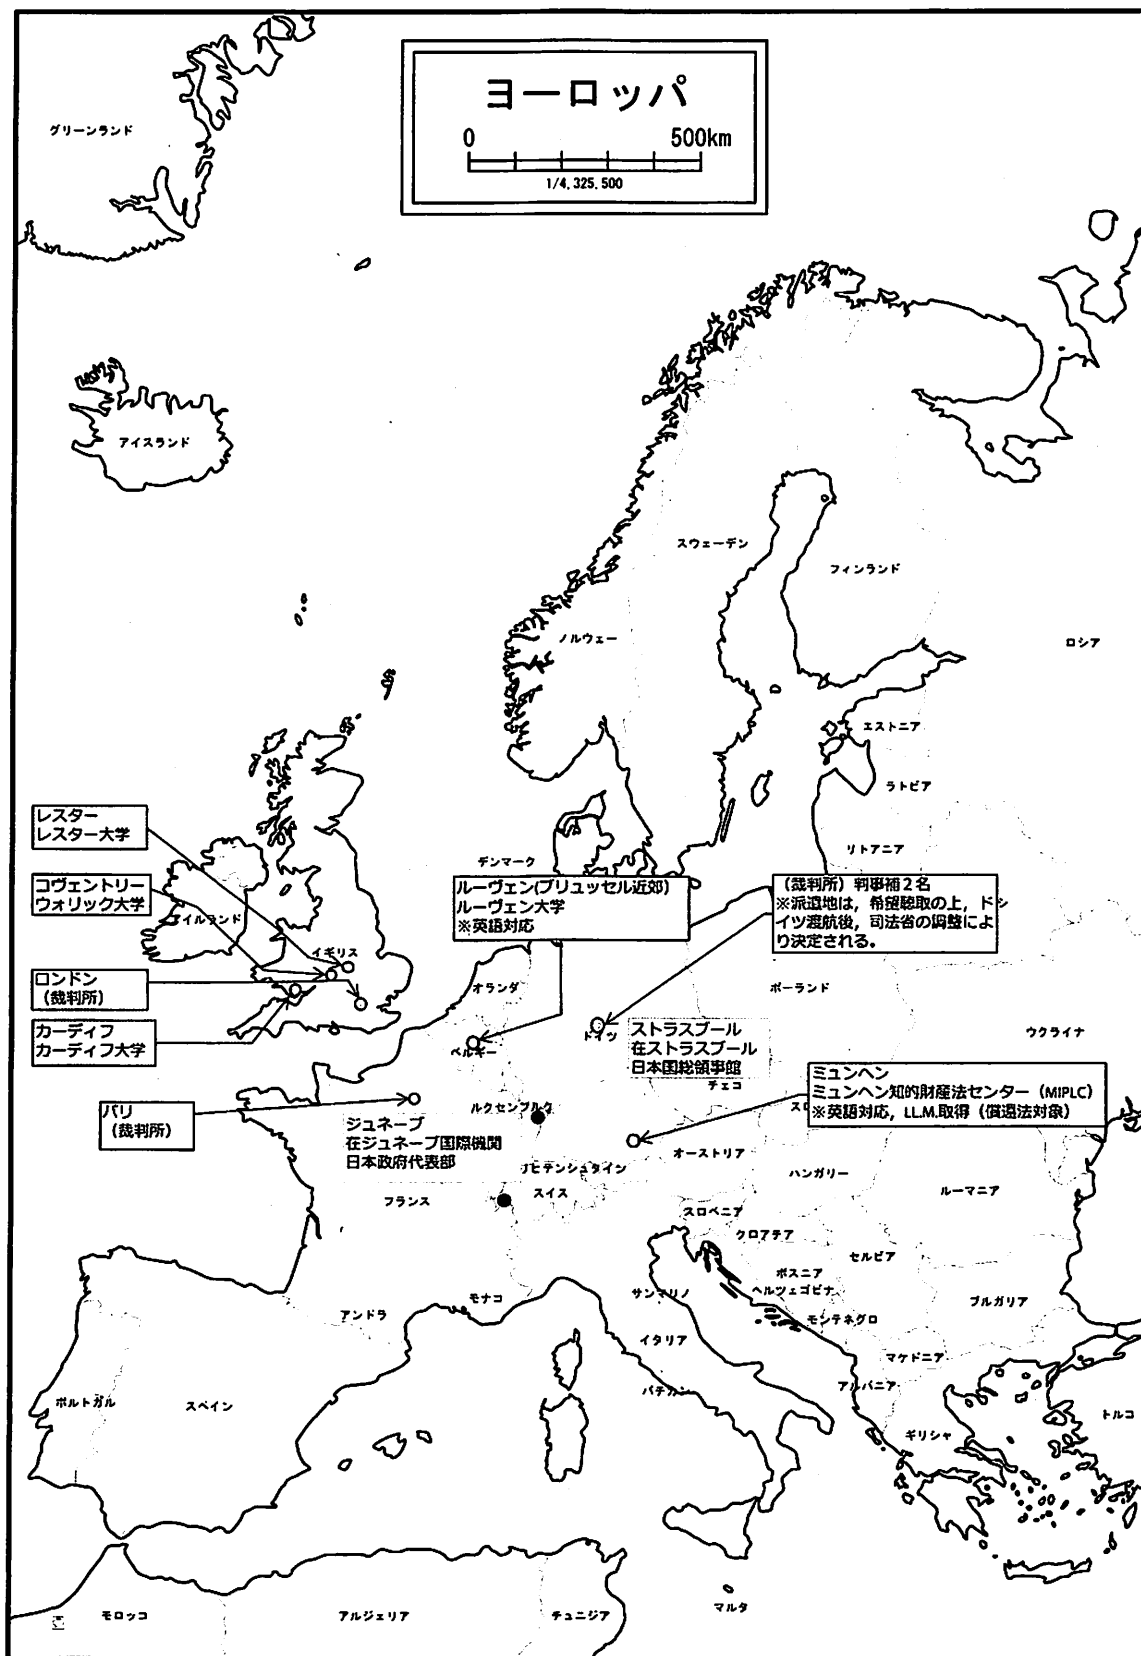 ヨーロッパ
0 500km
1/4,325,500
グリーンランド
アイスランド
スウェーデン
フィンランド
ノルウェー
ロシア
エストニア
ラトビア
リトアニア
デンマーク
レスター
レスター大学
コヴェントリー
ウォリック大学
イルランド
イギリス
ロンドン
(裁判所)
カーディフ
カーディフ大学
ルーヴェン(ブリュッセル近郊)
ルーヴェン大学
※英語対応
(裁判所)判事補2名
※派遣地は,希望聴取の上,ド
イツ渡航後,司法省の調整によ
り決定される。
オランダ
ポーランド
ウクライナ
ドイツ
ベルギー
ストラスブール
在ストラスブール
日本国総領事館
チェコ
ミュンヘン
ミュンヘン知的財産法センター(MIPLC)
※英語対応,LL.M.取得(償還法対象)
パリ
(裁判所)
ルクセンブルク
スロ
ジュネーブ
在ジュネーブ国際機関
日本政府代表部
リヒテンシュタイン
オーストリア
ハンガリー
ルーマニア
フランス
スイス
スロベニア
クロアチア
セルビア
ボスニア
ヘルツェゴビナ
モナコ
サンマリノ
ブルガリア
アンドラ
モンテネグロ
イタリア
マケドニア
バチカン
アルバニア
ポルトガル
スペイン
ギリシャ
トルコ
モロッコ
アルジェリア
チュニジア
マルタ